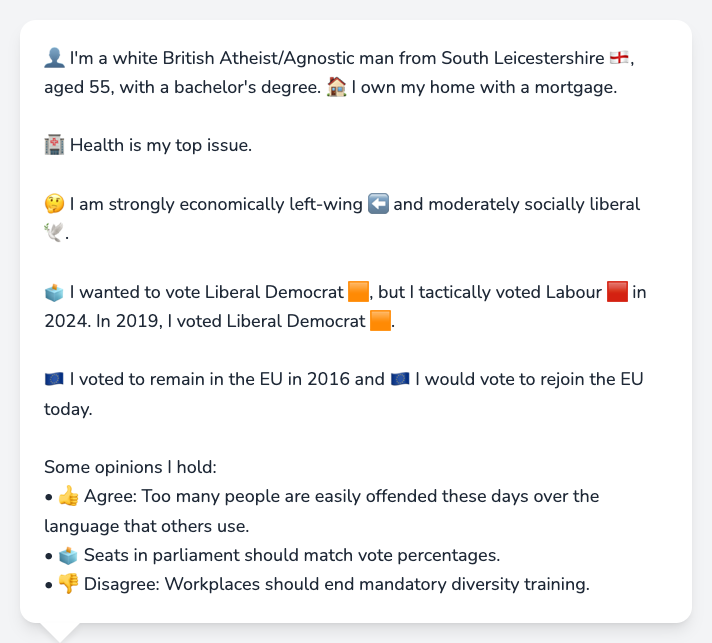 👤 I'm a white British Atheist/Agnostic man from South Leicestershire 🏴󠁧󠁢󠁥󠁮󠁧󠁿,
aged 55, with a bachelor's degree. 🏠 I own my home with a mortgage.
🏥 Health is my top issue.
🤔 I am strongly economically left-wing ⬅️ and moderately socially liberal
🕊️.
🗳️ I wanted to vote Liberal Democrat 🟧, but I tactically voted Labour 🟥 in
2024. In 2019, I voted Liberal Democrat 🟧.
🇪🇺 I voted to remain in the EU in 2016 and 🇪🇺 I would vote to rejoin the EU
today.
Some opinions I hold:
• 👍 Agree: Too many people are easily offended these days over the
language that others use.
• 🗳️ Seats in parliament should match vote percentages.
• 👎 Disagree: Workplaces should end mandatory diversity training.